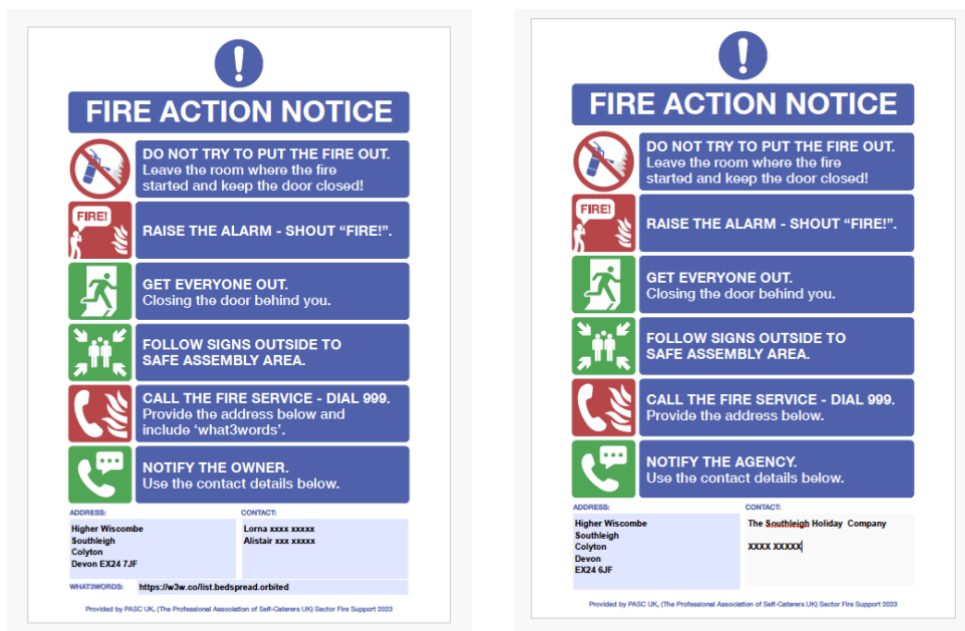 FIRE ACTION NOTICE
DO NOT TRY TO PUT THE FIRE OUT.
Leave the room where the fire
started and keep the door closed!
FIRE!
RAISE THE ALARM - SHOUT “FIRE!”.
GET EVERYONE OUT.
Closing the door behind you.
FOLLOW SIGNS OUTSIDE TO
SAFE ASSEMBLY AREA.
CALL THE FIRE SERVICE - DIAL 999.
Provide the address below and
include ‘what3words’.
NOTIFY THE OWNER.
Use the contact details below.
ADDRESS:
Higher Wiscombe
Southleigh
Colyton
Devon EX24 7JF
CONTACT:
Lorna xxxx xxxxx
Alistair xxx xxxxx
WHAT3WORDS: https://w3w.co/list.bedspread.orbited
Provided by PASC UK, (The Professional Association of Self-Caterers UK) Sector Fire Support 2023
FIRE ACTION NOTICE
DO NOT TRY TO PUT THE FIRE OUT.
Leave the room where the fire
started and keep the door closed!
FIRE!
RAISE THE ALARM - SHOUT “FIRE!”.
GET EVERYONE OUT.
Closing the door behind you.
FOLLOW SIGNS OUTSIDE TO
SAFE ASSEMBLY AREA.
CALL THE FIRE SERVICE - DIAL 999.
Provide the address below.
NOTIFY THE AGENCY.
Use the contact details below.
ADDRESS:
Higher Wiscombe
Southleigh
Colyton
Devon
EX24 6JF
CONTACT:
The Southleigh Holiday Company
xxxx xxxxx
Provided by PASC UK, (The Professional Association of Self-Caterers UK) Sector Fire Support 2023